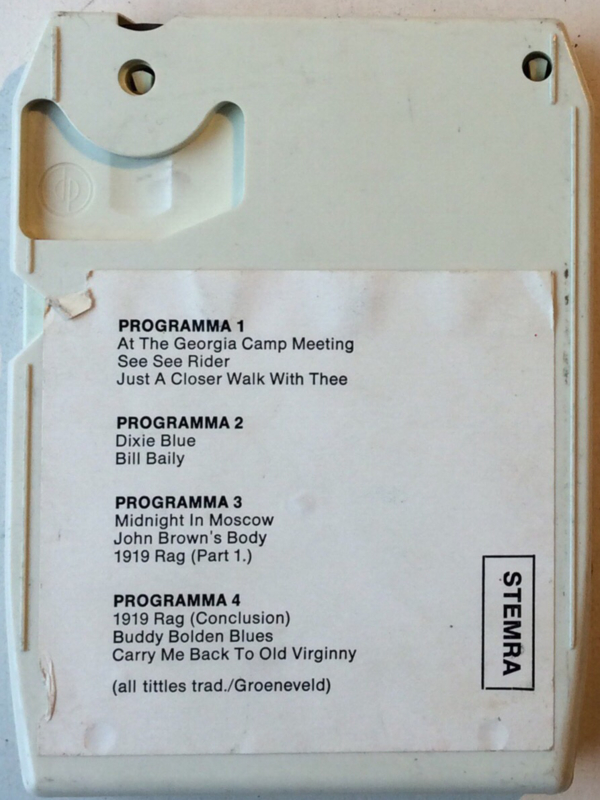 PROGRAMMA 1
At The Georgia Camp Meeting
See See Rider
Just A Closer Walk With Thee
PROGRAMMA 2
Dixie Blue
Bill Baily
PROGRAMMA 3
Midnight In Moscow
John Brown's Body
1919 Rag (Part 1.)
PROGRAMMA 4
1919 Rag (Conclusion)
Buddy Bolden Blues
Carry Me Back To Old Virginny
(all tittles trad./Groeneveld)
STEMRA